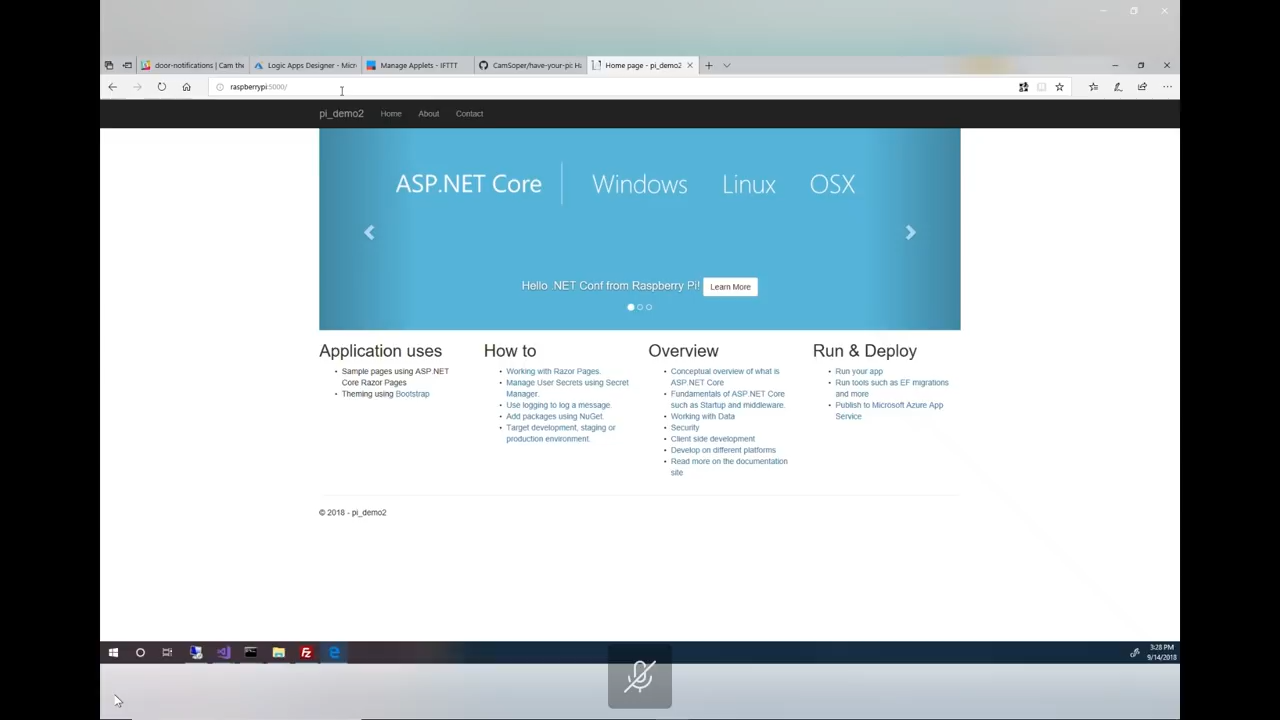 door-notifications | Cam the
Logic Apps Designer - Micr
Manage Applets - IFTTT
CamSoper/have-your-pi: Ha
Home page - pi_demo2
raspberrypi:5000/
pi_demo2 Home About Contact
ASP.NET Core Windows Linux OSX
Hello .NET Conf from Raspberry Pi! Learn More
Application uses
Sample pages using ASP.NET
Core Razor Pages
Theming using Bootstrap
How to
Working with Razor Pages.
Manage User Secrets using Secret
Manager.
Use logging to log a message.
Add packages using NuGet.
Target development, staging or
production environment.
Overview
Conceptual overview of what is
ASP.NET Core
Fundamentals of ASP.NET Core
such as Startup and middleware.
Working with Data
Security
Client side development
Develop on different platforms
Read more on the documentation
site
Run & Deploy
Run your app
Run tools such as EF migrations
and more
Publish to Microsoft Azure App
Service
© 2018 - pi_demo2
Fz
3:28 PM
9/14/2018